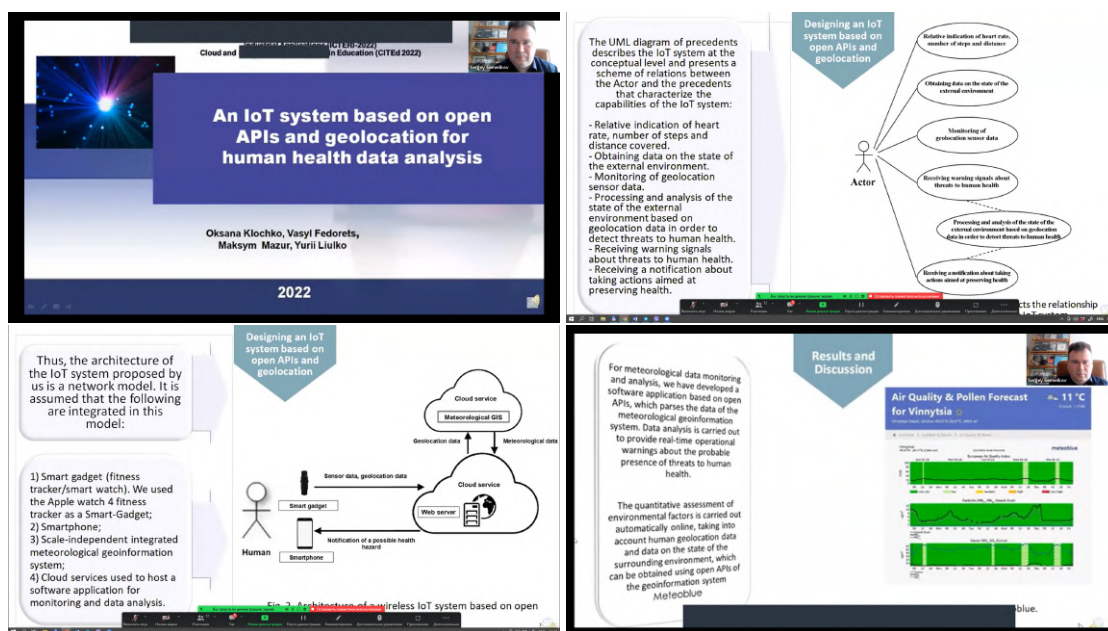 Cloud and
in Education (CITEd 2022)
An IoT system based on open
APIs and geolocation for
human health data analysis
Oksana Klochko, Vasyl Fedorets,
Maksym Mazur, Yurii Liulko
2022
The UML diagram of precedents
describes the IoT system at the
conceptual level and presents a
scheme of relations between
the Actor and the precedents
that characterize the
capabilities of the IoT system:
- Relative indication of heart
rate, number of steps and
distance covered.
- Obtaining data on the state of
the external environment.
- Monitoring of geolocation
sensor data.
- Processing and analysis of the
state of the external
environment based on
geolocation data in order to
detect threats to human health.
- Receiving warning signals
about threats to human health.
- Receiving a notification about
taking actions aimed at
preserving health.
Designing an IoT
system based on
open APIs and
geolocation
Relative indication of heart rate,
number of steps and distance
Obtaining data on the state of the
external environment
Monitoring of
geolocation sensor data
Actor
Receiving warning signals about
threats to human health
Processing and analysis of the state of the
external environment based on geolocation
data in order to detect threats to human health
Receiving a notification about taking
actions aimed at preserving health
cts the relationship
Thus, the architecture of
the IoT system proposed by
us is a network model. It is
assumed that the following
are integrated in this
model:
1) Smart gadget (fitness
tracker/smart watch). We used
the Apple watch 4 fitness
tracker as a Smart-Gadget;
2) Smartphone;
3) Scale-independent integrated
meteorological geoinformation
system;
4) Cloud services used to host a
software application for
monitoring and data analysis.
Designing an IoT
system based on
open APIs and
geolocation
Cloud service
Meteorological GIS
Geolocation data
Meteorological data
Sensor data, geolocation data
Cloud service
Smart gadget
Web server
Human
Notification of a possible health
hazard
Smartphone
Fig. 2. Architecture of a wireless IoT system based on open
For meteorological data monitoring
and analysis, we have developed a
software application based on open
APIs, which parses the data of the
meteorological geoinformation
system. Data analysis is carried out
to provide real-time operational
warnings about the probable
presence of threats to human
health.
The quantitative assessment of
environmental factors is carried out
automatically online, taking into
account human geolocation data
and data on the state of the
surrounding environment, which
can be obtained using open APIs of
the geoinformation system
Meteoblue
Results and
Discussion
Air Quality & Pollen Forecast
for Vinnytsia
11 °C
meteoblue
oblue.